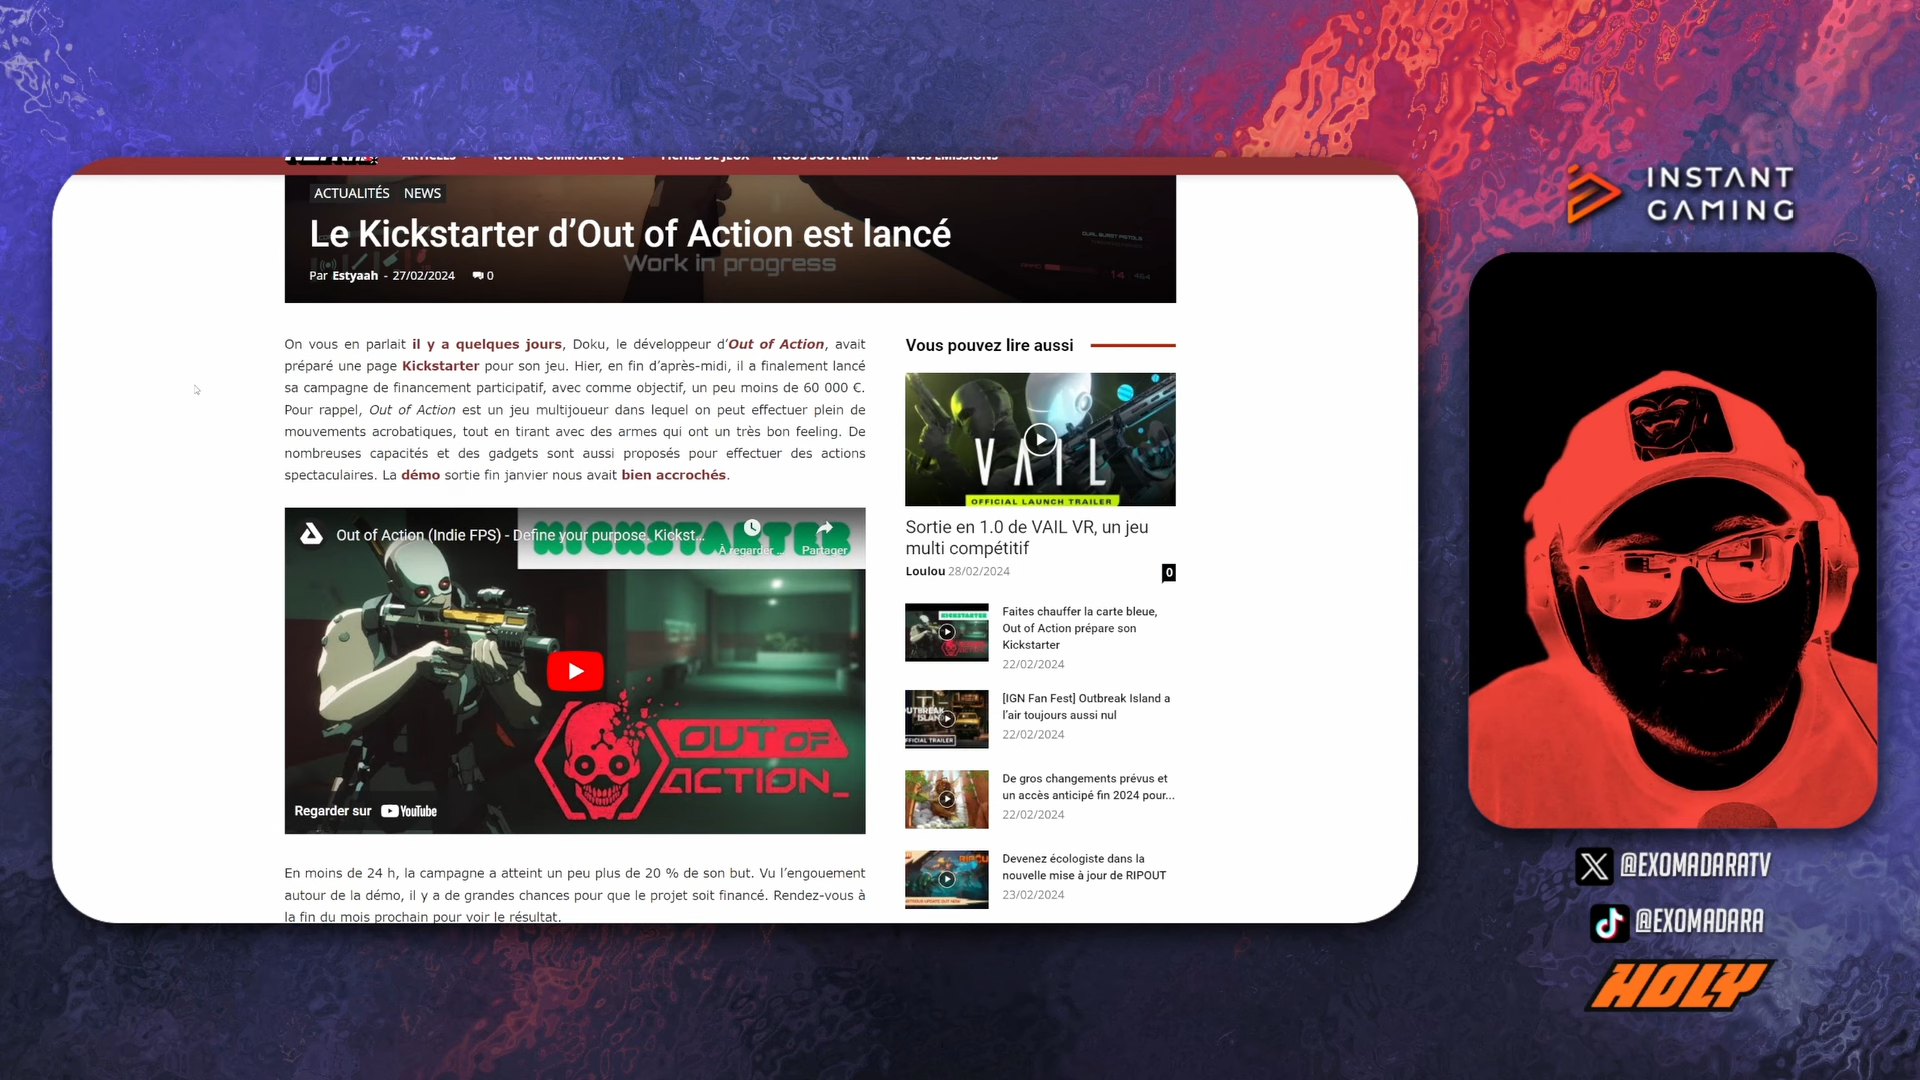 ARTICLES NOTRE COMMUNAUTÉ FICHES DE JEUX NOUS SOUTENIR NOS ÉMISSIONS
ACTUALITÉS NEWS
Le Kickstarter d’Out of Action est lancé
Work in progress
Par Estyaah - 27/02/2024 0
On vous en parlait il y a quelques jours, Doku, le développeur d’Out of Action, avait
préparé une page Kickstarter pour son jeu. Hier, en fin d’après-midi, il a finalement lancé
sa campagne de financement participatif, avec comme objectif, un peu moins de 60 000 €.
Pour rappel, Out of Action est un jeu multijoueur dans lequel on peut effectuer plein de
mouvements acrobatiques, tout en tirant avec des armes qui ont un très bon feeling. De
nombreuses capacités et des gadgets sont aussi proposés pour effectuer des actions
spectaculaires. La démo sortie fin janvier nous avait bien accrochés.
KICKSTARTER
Out of Action (Indie FPS) - Define your purpose. Kickst...
À regarder ... Partager
OUT OF
ACTION_
Regarder sur YouTube
En moins de 24 h, la campagne a atteint un peu plus de 20 % de son but. Vu l’engouement
autour de la démo, il y a de grandes chances pour que le projet soit financé. Rendez-vous à
la fin du mois prochain pour voir le résultat.
Vous pouvez lire aussi
VAIL
OFFICIAL LAUNCH TRAILER
Sortie en 1.0 de VAIL VR, un jeu
multi compétitif
Loulou 28/02/2024 0
Faites chauffer la carte bleue,
Out of Action prépare son
Kickstarter
22/02/2024
[IGN Fan Fest] Outbreak Island a
l’air toujours aussi nul
22/02/2024
De gros changements prévus et
un accès anticipé fin 2024 pour...
22/02/2024
Devenez écologiste dans la
nouvelle mise à jour de RIPOUT
23/02/2024
INSTANT
GAMING
@EXOMADARATV
@EXOMADARA
HOLY